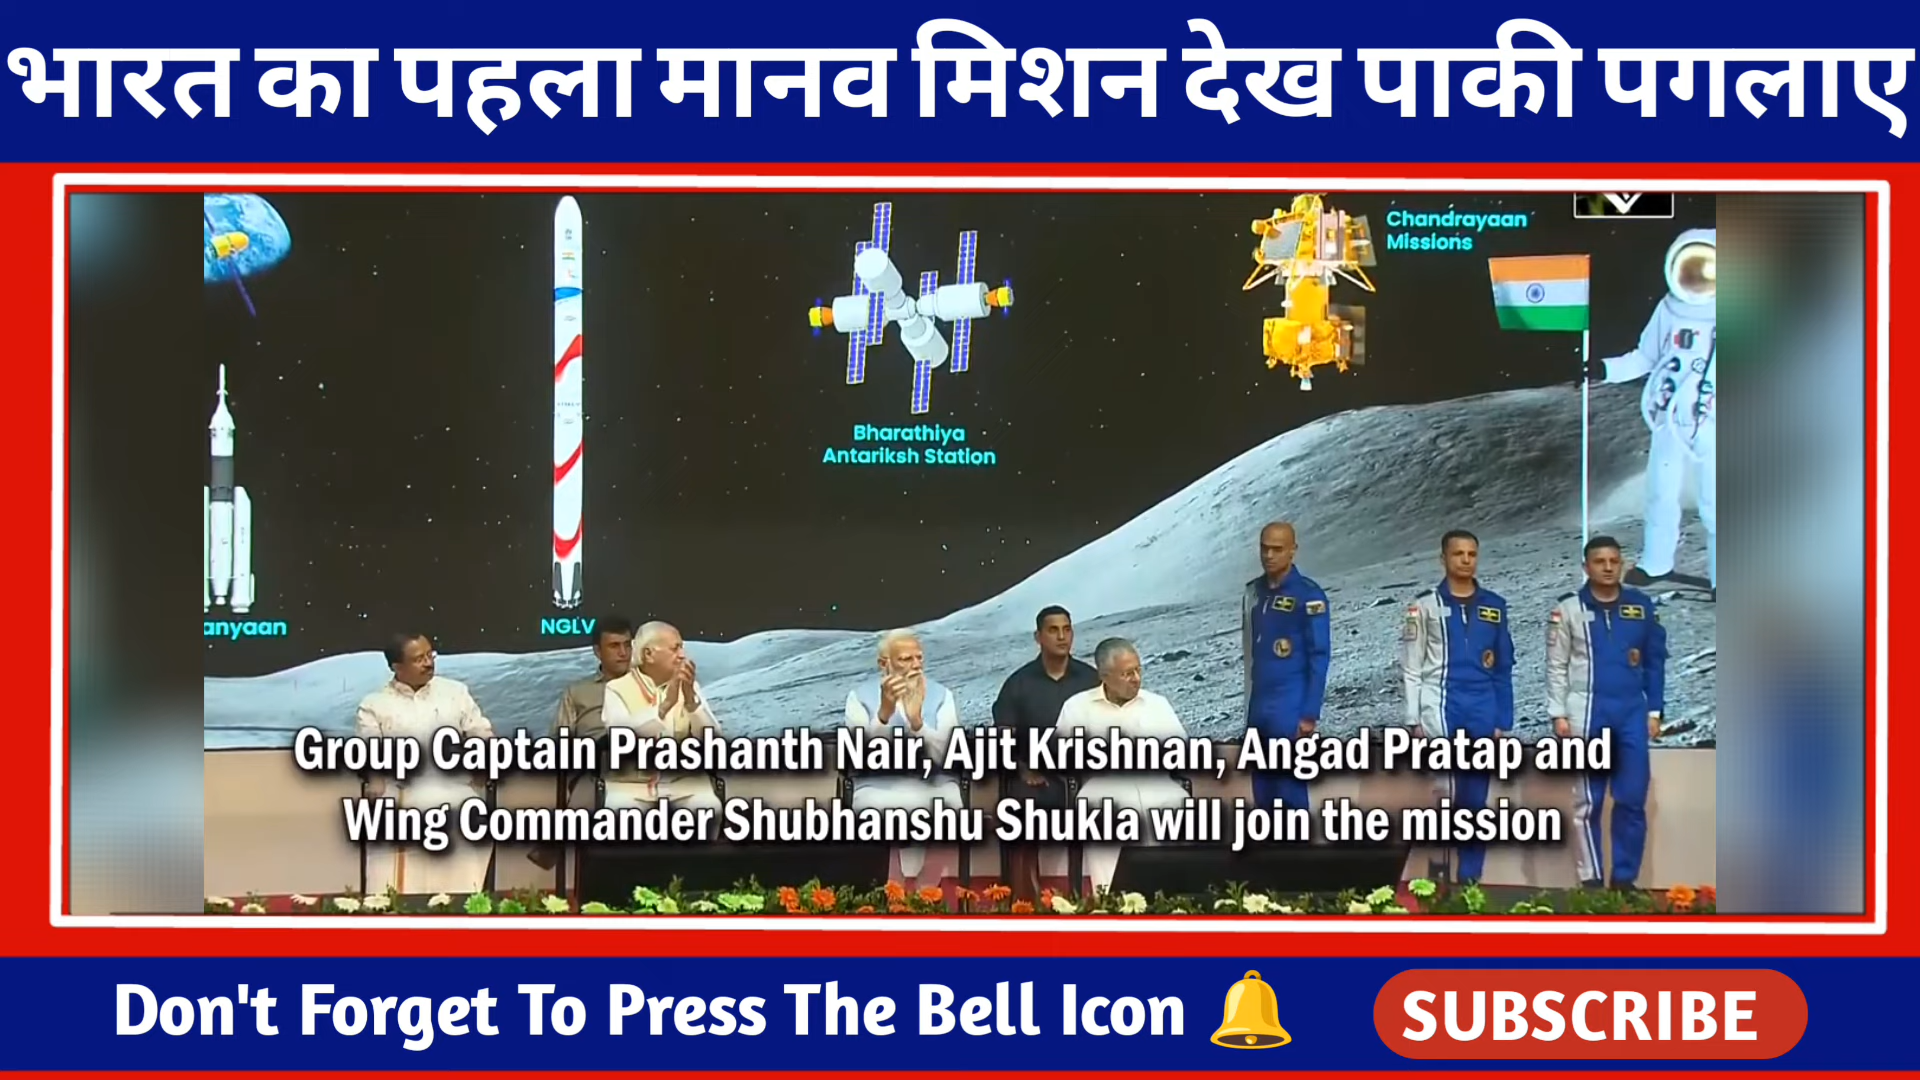 भारत का पहला मानव मिशन देख पाकी पगलाए
Chandrayaan
Missions
Bharathiya
Antariksh Station
anyaan
NGLV
Group Captain Prashanth Nair, Ajit Krishnan, Angad Pratap and
Wing Commander Shubhanshu Shukla will join the mission
Don't Forget To Press The Bell Icon
SUBSCRIBE